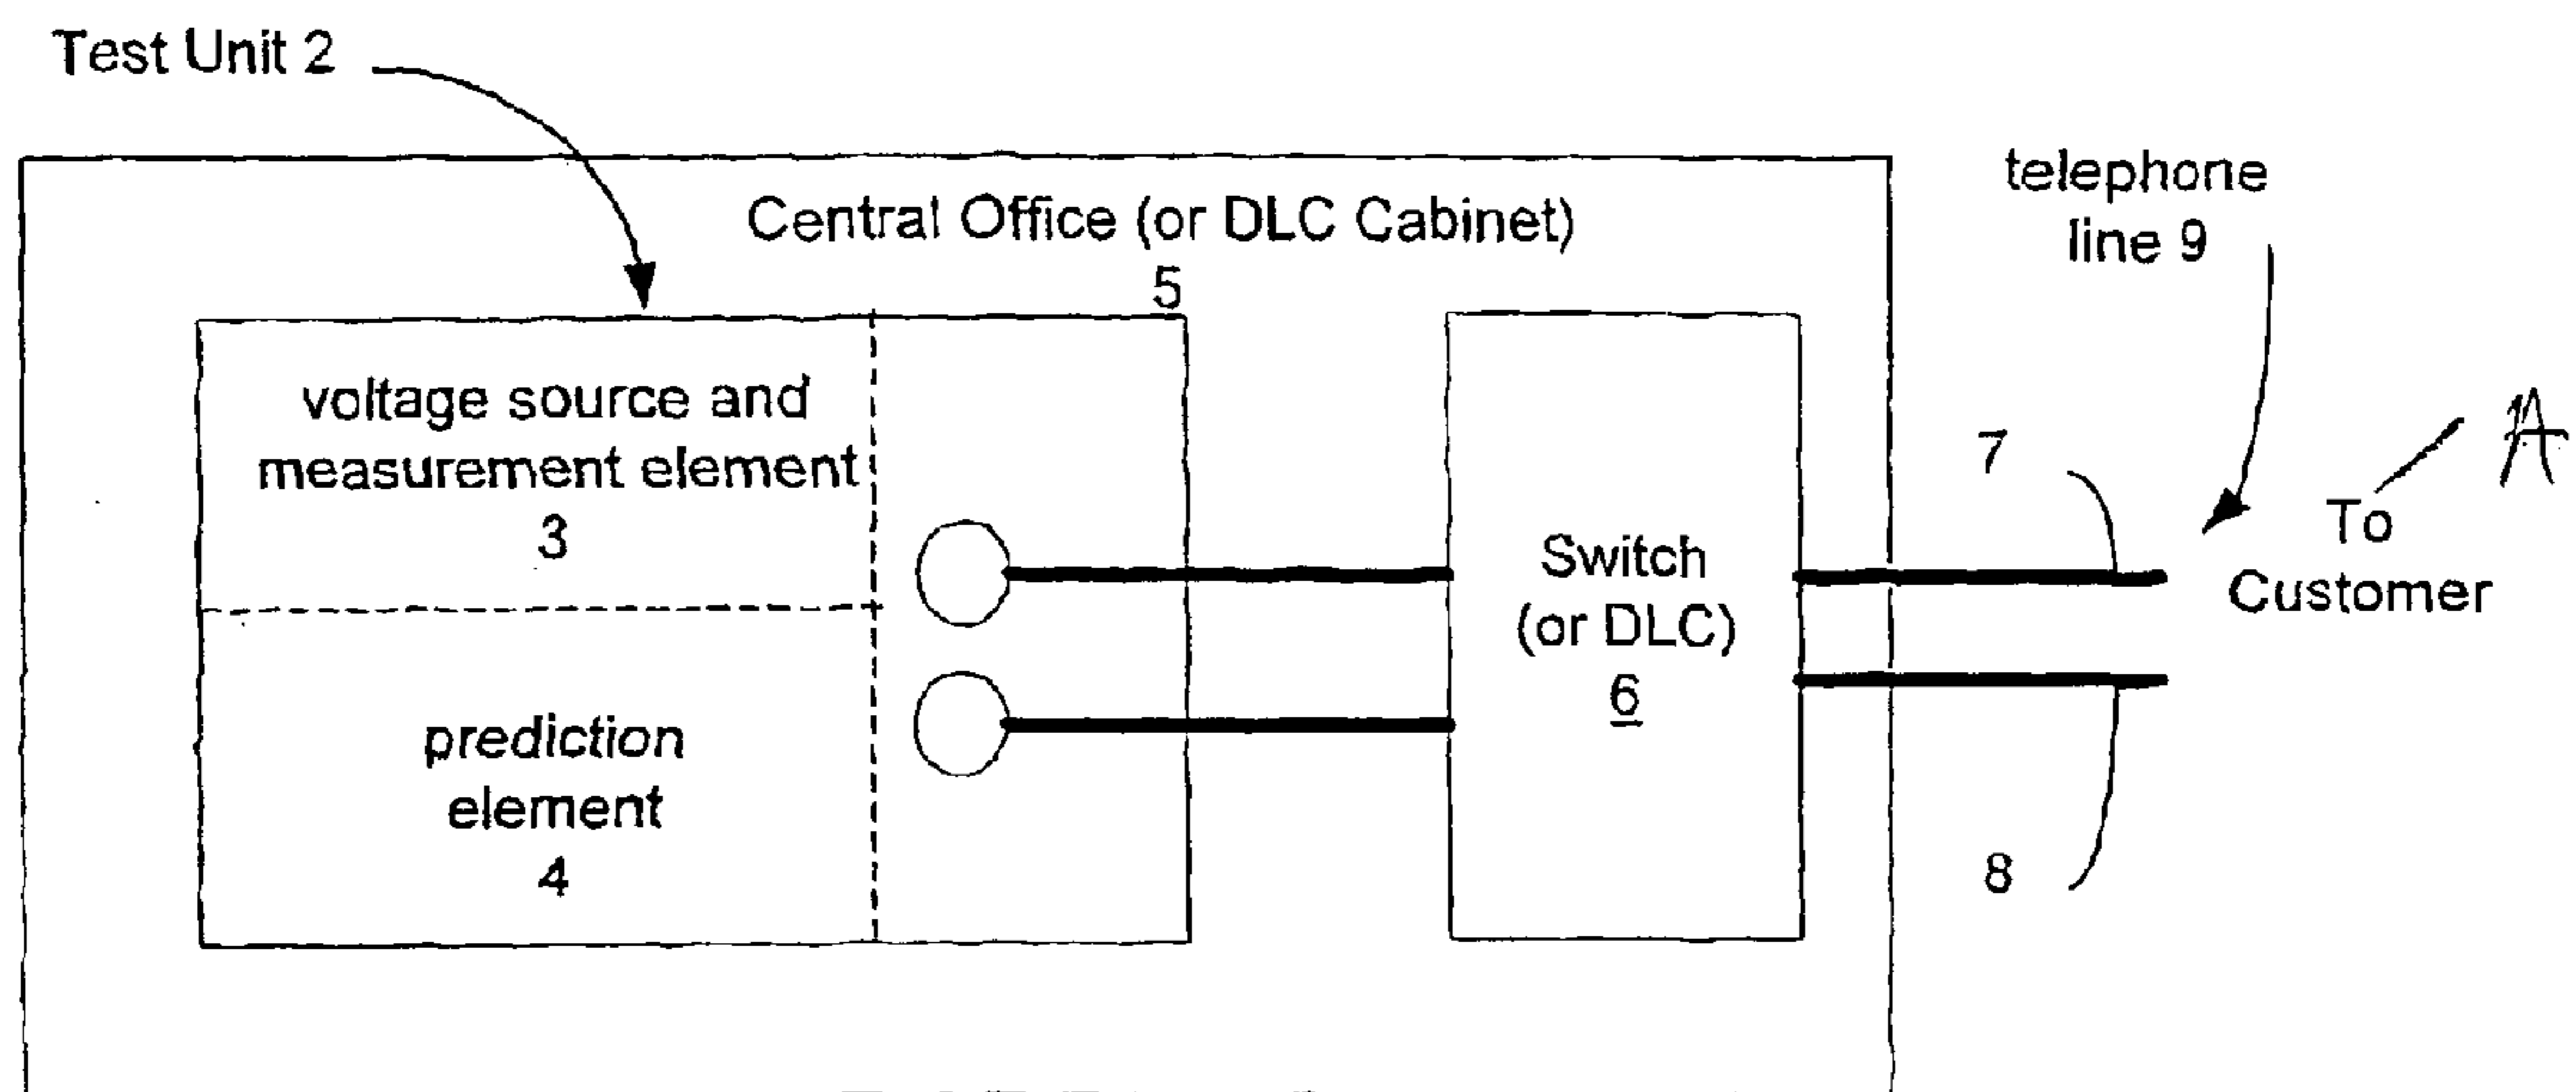 Test Unit 2
Central Office (or DLC Cabinet)
5
telephone
line 9
voltage source and
measurement element
3
prediction
element
4
Switch
(or DLC)
6
7
8
A
To
Customer